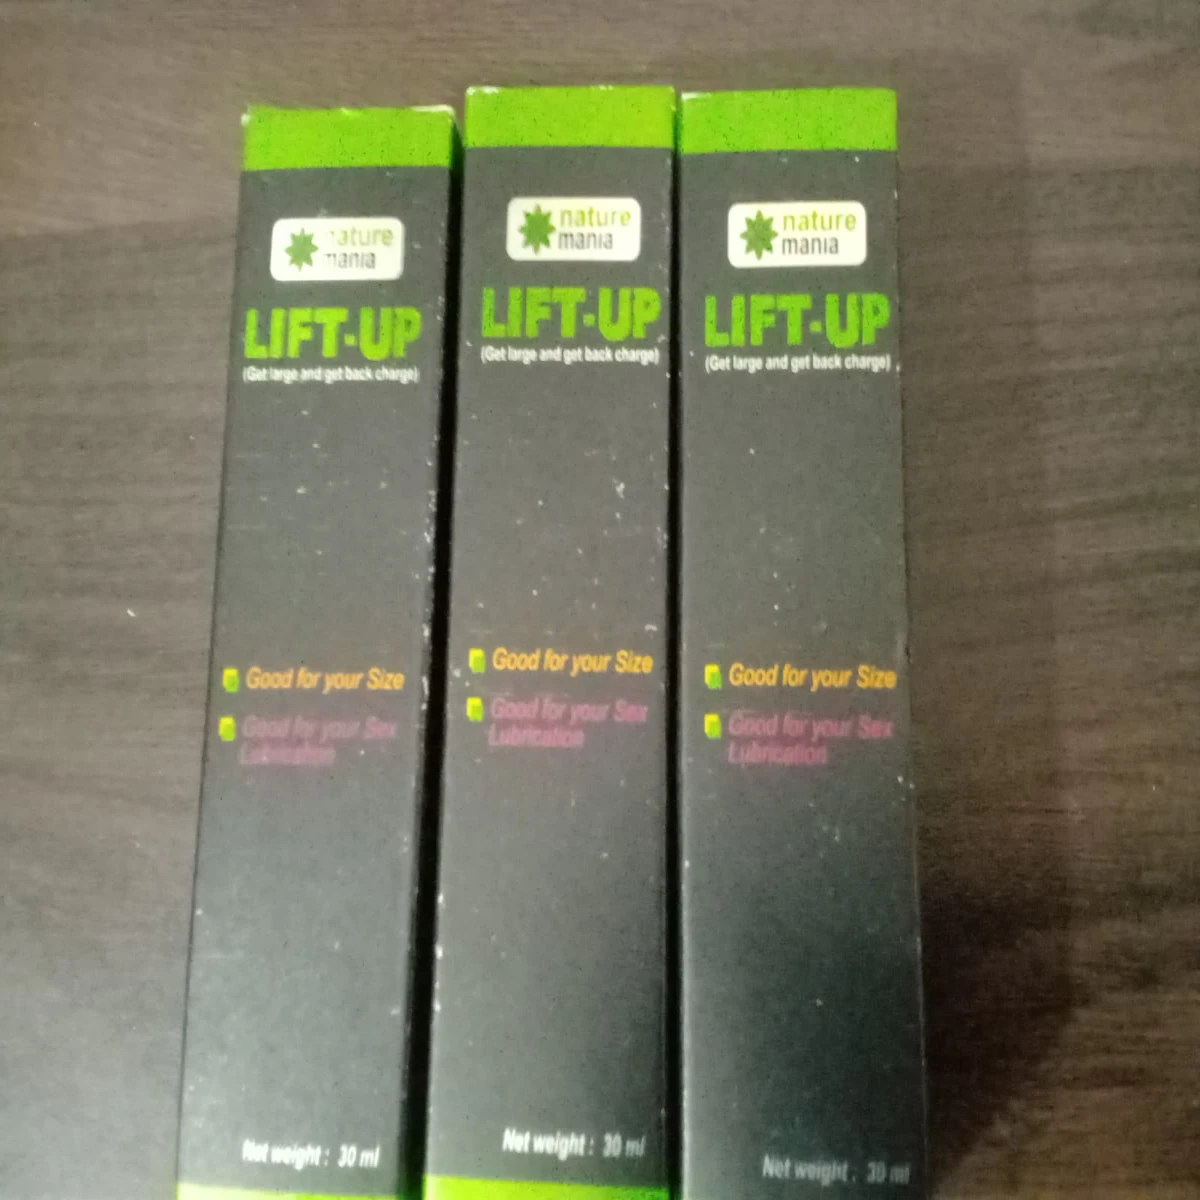 nature
mania
LIFT-UP
(Get large and get back charge)
Good for your Size
Good for your Sex
Lubrication
Net weight : 30 ml
nature
mania
LIFT-UP
(Get large and get back charge)
Good for your Size
Good for your Sex
Lubrication
Net weight : 30 ml
nature
mania
LIFT-UP
(Get large and get back charge)
Good for your Size
Good for your Sex
Lubrication
Net weight : 30 ml